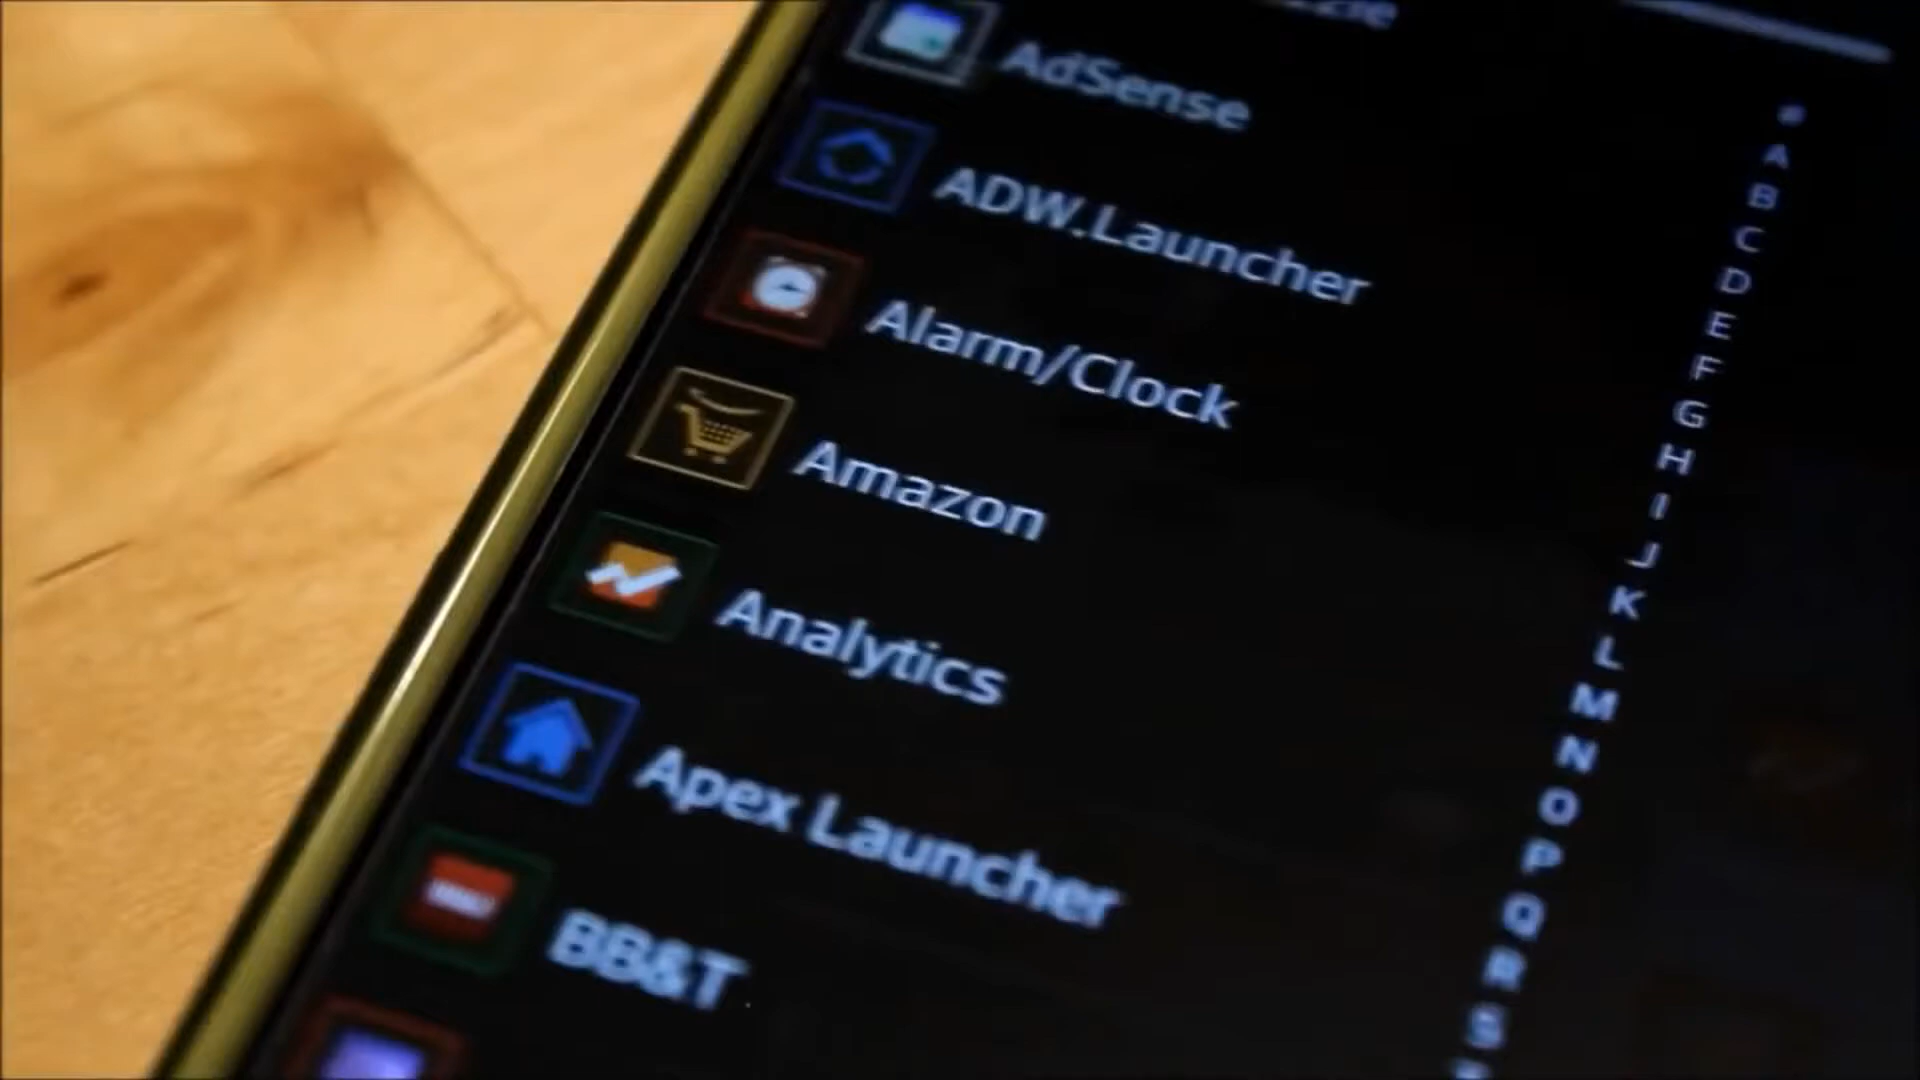 AdSense
ADW.Launcher
Alarm/Clock
Amazon
Analytics
Apex Launcher
BB&T
#
A
B
C
D
E
F
G
H
I
J
K
L
M
N
O
P
Q
R
S